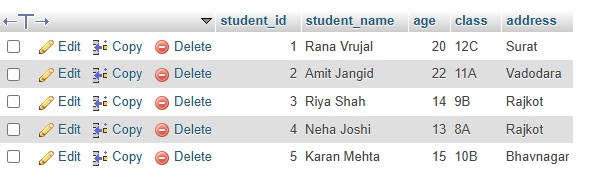 student_id student_name age class address
Edit Copy Delete 1 Rana Vrujal 20 12C Surat
Edit Copy Delete 2 Amit Jangid 22 11A Vadodara
Edit Copy Delete 3 Riya Shah 14 9B Rajkot
Edit Copy Delete 4 Neha Joshi 13 8A Rajkot
Edit Copy Delete 5 Karan Mehta 15 10B Bhavnagar